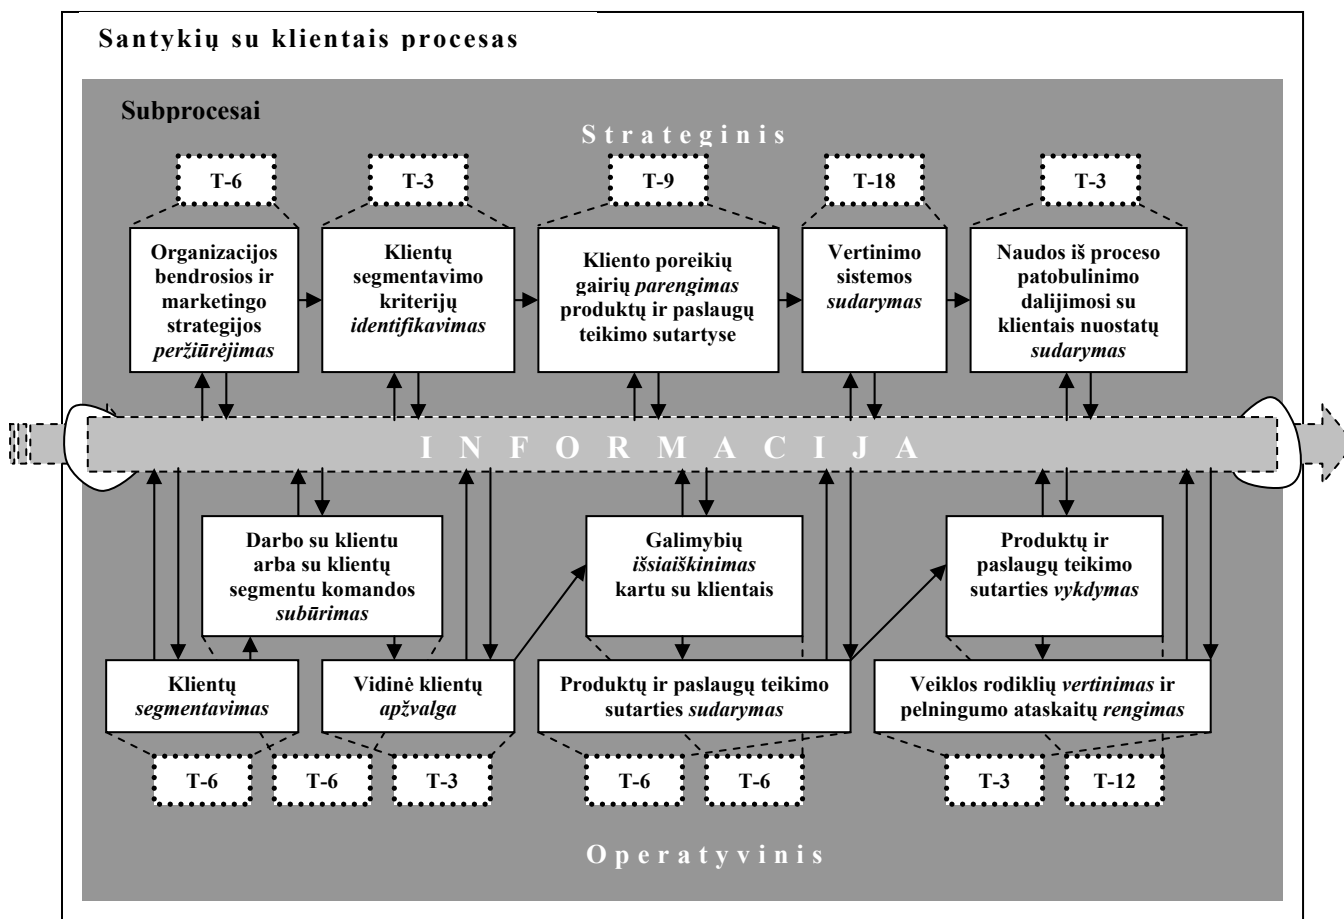 Santykių su klientais procesas
Subprocesai
Strateginis
T-6
T-3
T-9
T-18
T-3
Organizacijos
bendrosios ir
marketingo
strategijos
peržiūrėjimas
Klientų
segmentavimo
kriterijų
identifikavimas
Kliento poreikių
gairių parengimas
produktų ir paslaugų
teikimo sutartyse
Vertinimo
sistemos
sudarymas
Naudos iš proceso
patobulinimo
dalijimosi su
klientais nuostatų
sudarymas
INFORMACIJA
Darbo su klientu
arba su klientų
segmentu komandos
subūrimas
Galimybių
išsiaiškinimas
kartu su klientais
Produktų ir
paslaugų teikimo
sutarties vykdymas
Klientų
segmentavimas
Vidinė klientų
apžvalga
Produktų ir paslaugų teikimo
sutarties sudarymas
Veiklos rodiklių vertinimas ir
pelningumo ataskaitų rengimas
T-6
T-6
T-3
T-6
T-6
T-3
T-12
Operatyvinis